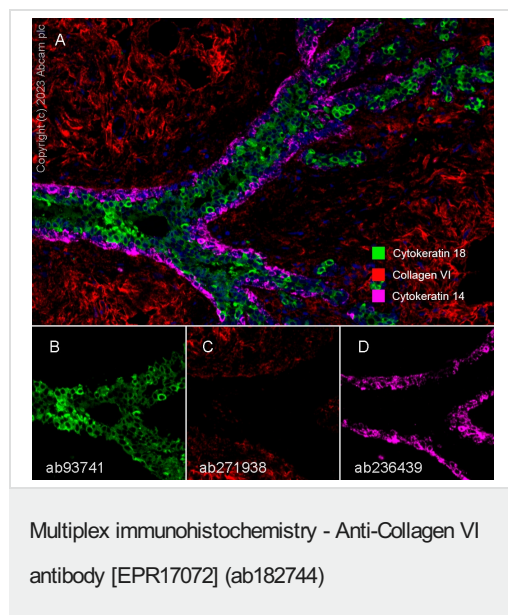 A
Copyright (c) 2023 Abcam plc
Cytokeratin 18
Collagen VI
Cytokeratin 14
B
C
D
ab93741
ab271938
ab236439
Multiplex immunohistochemistry - Anti-Collagen VI
antibody [EPR17072] (ab182744)